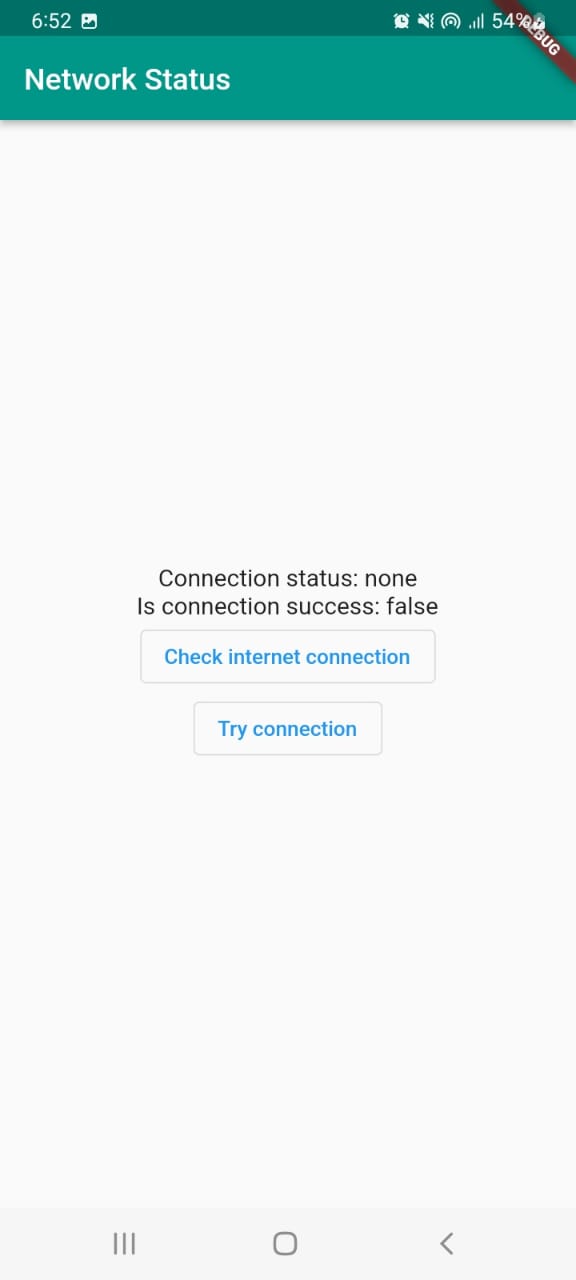 6:52
54%
DEBUG
Network Status
Connection status: none
Is connection success: false
Check internet connection
Try connection